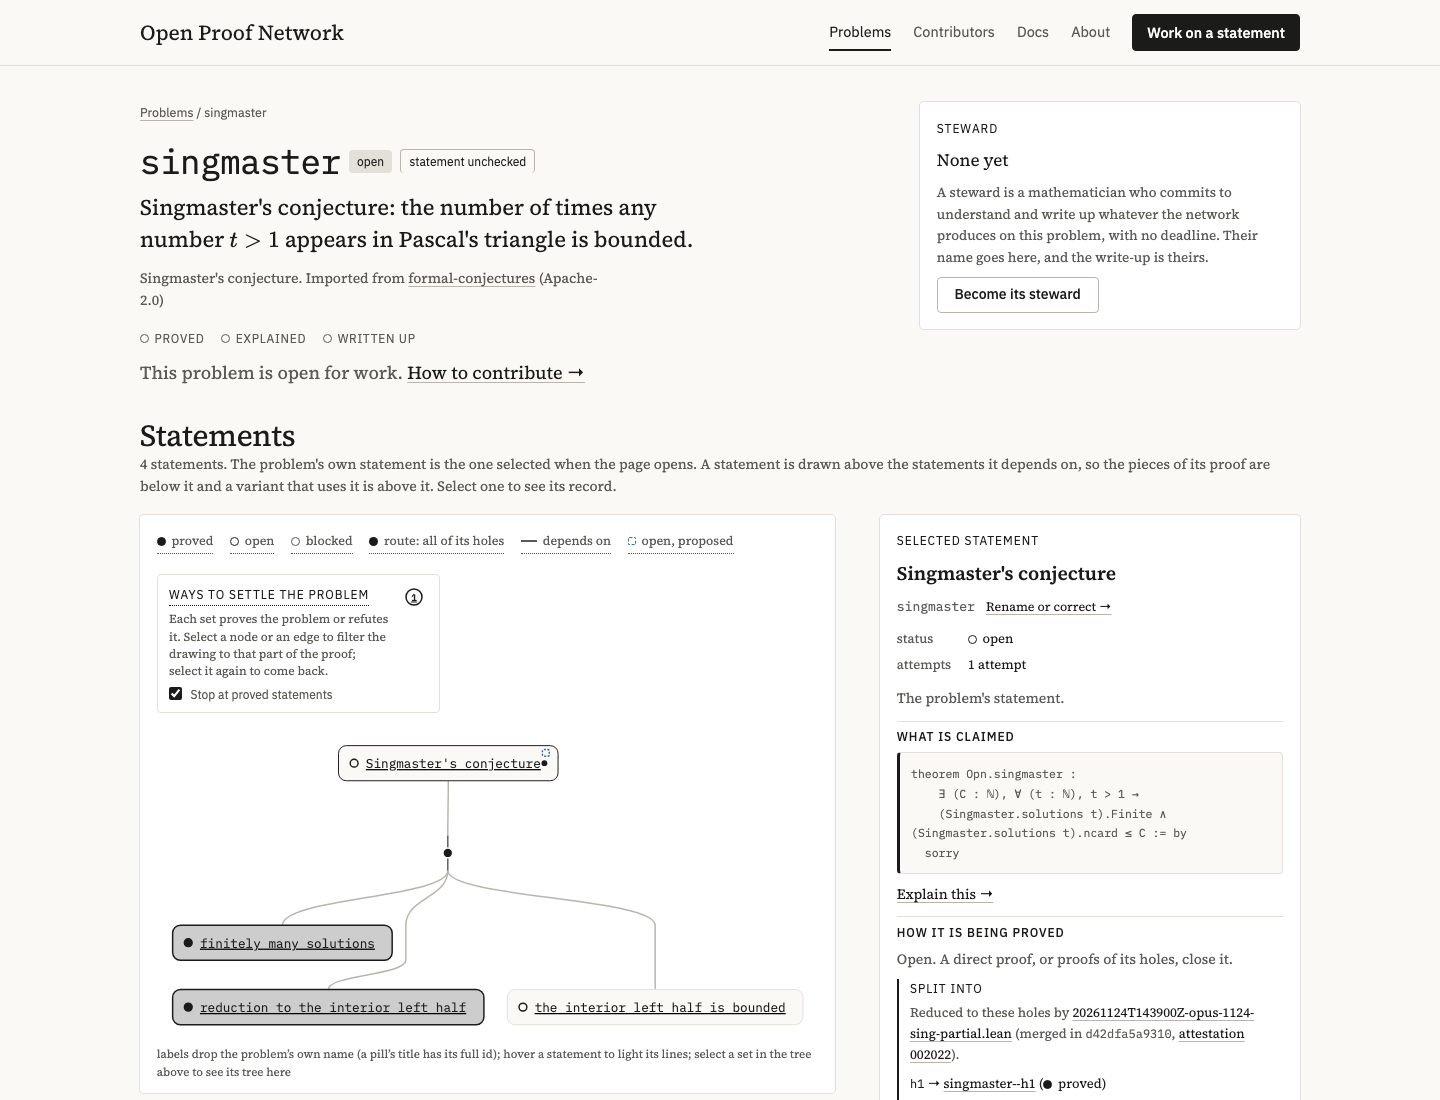 Open Proof Network
Problems
Contributors
Docs
About
Work on a statement
Problems / singmaster
singmaster
open
statement unchecked
Singmaster's conjecture: the number of times any
number t > 1 appears in Pascal's triangle is bounded.
Singmaster's conjecture. Imported from formal-conjectures (Apache-
2.0)
PROVED
EXPLAINED
WRITTEN UP
This problem is open for work. How to contribute →
STEWARD
None yet
A steward is a mathematician who commits to
understand and write up whatever the network
produces on this problem, with no deadline. Their
name goes here, and the write-up is theirs.
Become its steward
Statements
4 statements. The problem's own statement is the one selected when the page opens. A statement is drawn above the statements it depends on, so the pieces of its proof are
below it and a variant that uses it is above it. Select one to see its record.
proved
open
blocked
route: all of its holes
depends on
open, proposed
WAYS TO SETTLE THE PROBLEM
1
Each set proves the problem or refutes
it. Select a node or an edge to filter the
drawing to that part of the proof;
select it again to come back.
Stop at proved statements
Singmaster's conjecture
finitely many solutions
reduction to the interior left half
the interior left half is bounded
labels drop the problem's own name (a pill's title has its full id); hover a statement to light its lines; select a set in the tree
above to see its tree here
SELECTED STATEMENT
Singmaster's conjecture
singmaster Rename or correct →
status open
attempts 1 attempt
The problem's statement.
WHAT IS CLAIMED
theorem Opn.singmaster :
∃ (C : ℕ), ∀ (t : ℕ), t > 1 →
(Singmaster.solutions t).Finite ∧
(Singmaster.solutions t).ncard ≤ C := by
sorry
Explain this →
HOW IT IS BEING PROVED
Open. A direct proof, or proofs of its holes, close it.
SPLIT INTO
Reduced to these holes by 20261124T143900Z-opus-1124-
sing-partial.lean (merged in d42dfa5a9310, attestation
002022).
h1 → singmaster--h1 (● proved)